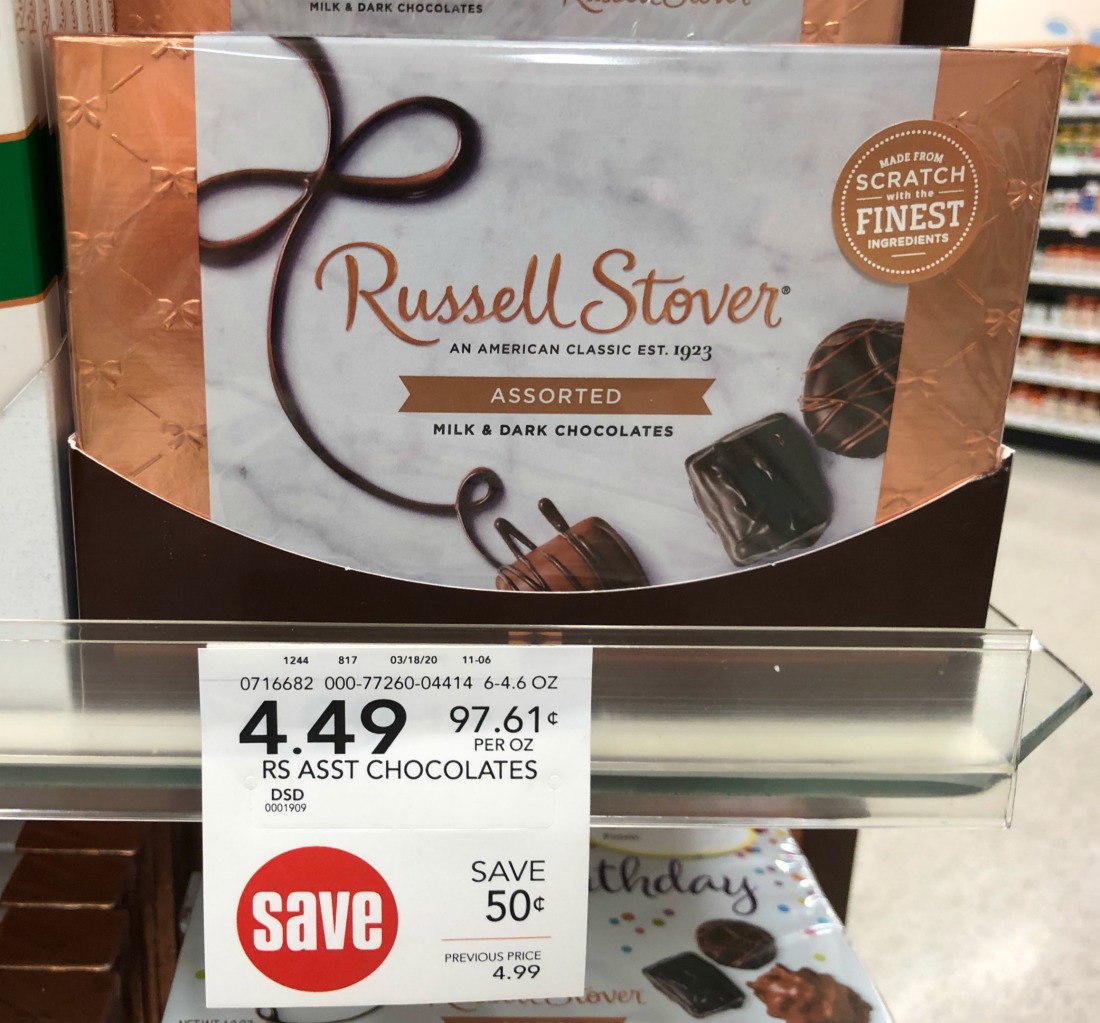 MILK & DARK CHOCOLATES
MADE FROM
SCRATCH
with the
FINEST
INGREDIENTS
Russell Stover®
AN AMERICAN CLASSIC EST. 1923
ASSORTED
MILK & DARK CHOCOLATES
1244 817 03/18/20 11-06
0716682 000-77260-04414 6-4.6 OZ
4.49 97.61¢
PER OZ
RS ASST CHOCOLATES
DSD
0001909
save
SAVE
50¢
PREVIOUS PRICE
4.99
thday
Stover